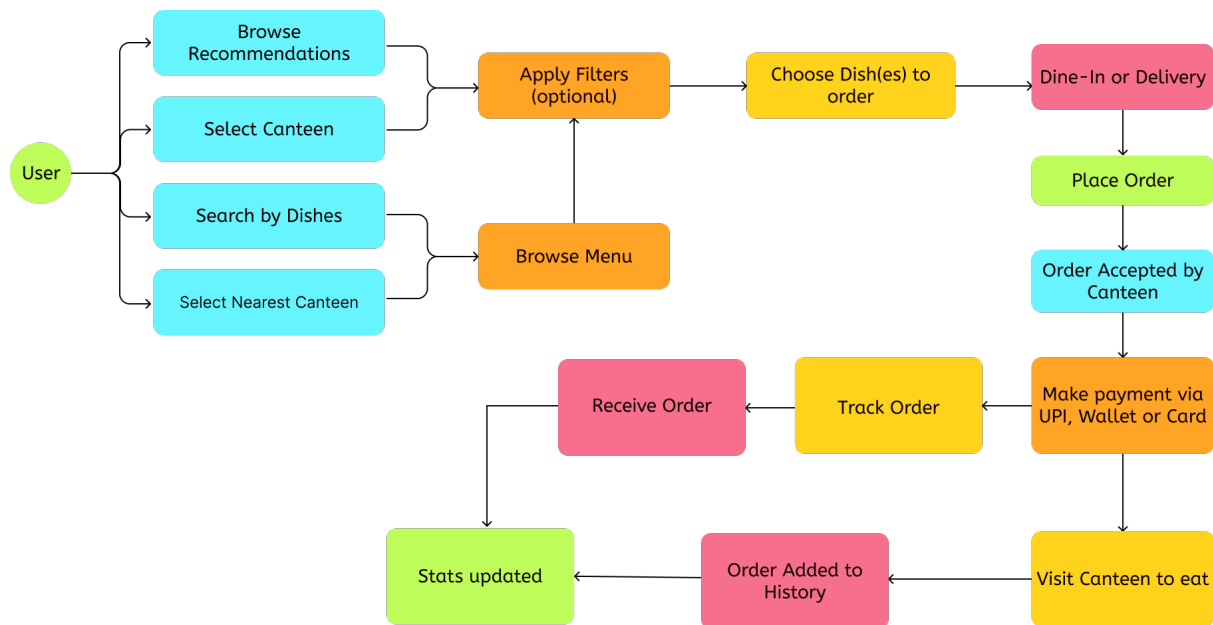 Browse
Recommendations
Select Canteen
User
Search by Dishes
Select Nearest Canteen
Apply Filters
(optional)
Browse Menu
Choose Dish(es) to
order
Dine-In or Delivery
Place Order
Order Accepted by
Canteen
Make payment via
UPI, Wallet or Card
Track Order
Receive Order
Visit Canteen to eat
Order Added to
History
Stats updated